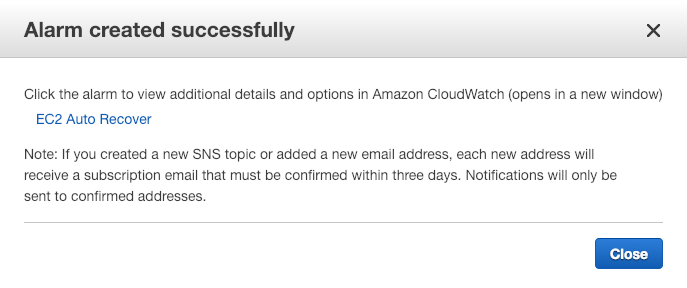 Alarm created successfully
Click the alarm to view additional details and options in Amazon CloudWatch (opens in a new window)
EC2 Auto Recover
Note: If you created a new SNS topic or added a new email address, each new address will
receive a subscription email that must be confirmed within three days. Notifications will only be
sent to confirmed addresses.
Close